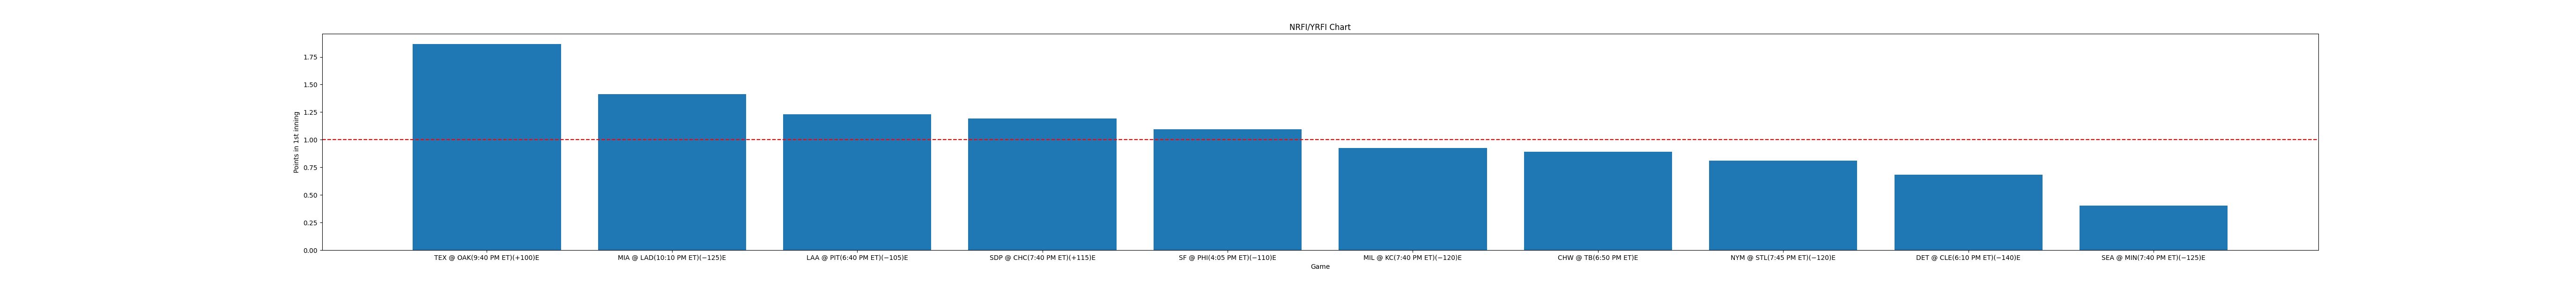 NRFI/YRFI Chart
Points in 1st inning
1.75
1.50
1.25
1.00
0.75
0.50
0.25
0.00
TEX @ OAK(9:40 PM ET)(+100)E
MIA @ LAD(10:10 PM ET)(−125)E
LAA @ PIT(6:40 PM ET)(−105)E
SDP @ CHC(7:40 PM ET)(+115)E
SF @ PHI(4:05 PM ET)(−110)E
MIL @ KC(7:40 PM ET)(−120)E
CHW @ TB(6:50 PM ET)E
NYM @ STL(7:45 PM ET)(−120)E
DET @ CLE(6:10 PM ET)(−140)E
SEA @ MIN(7:40 PM ET)(−125)E
Game